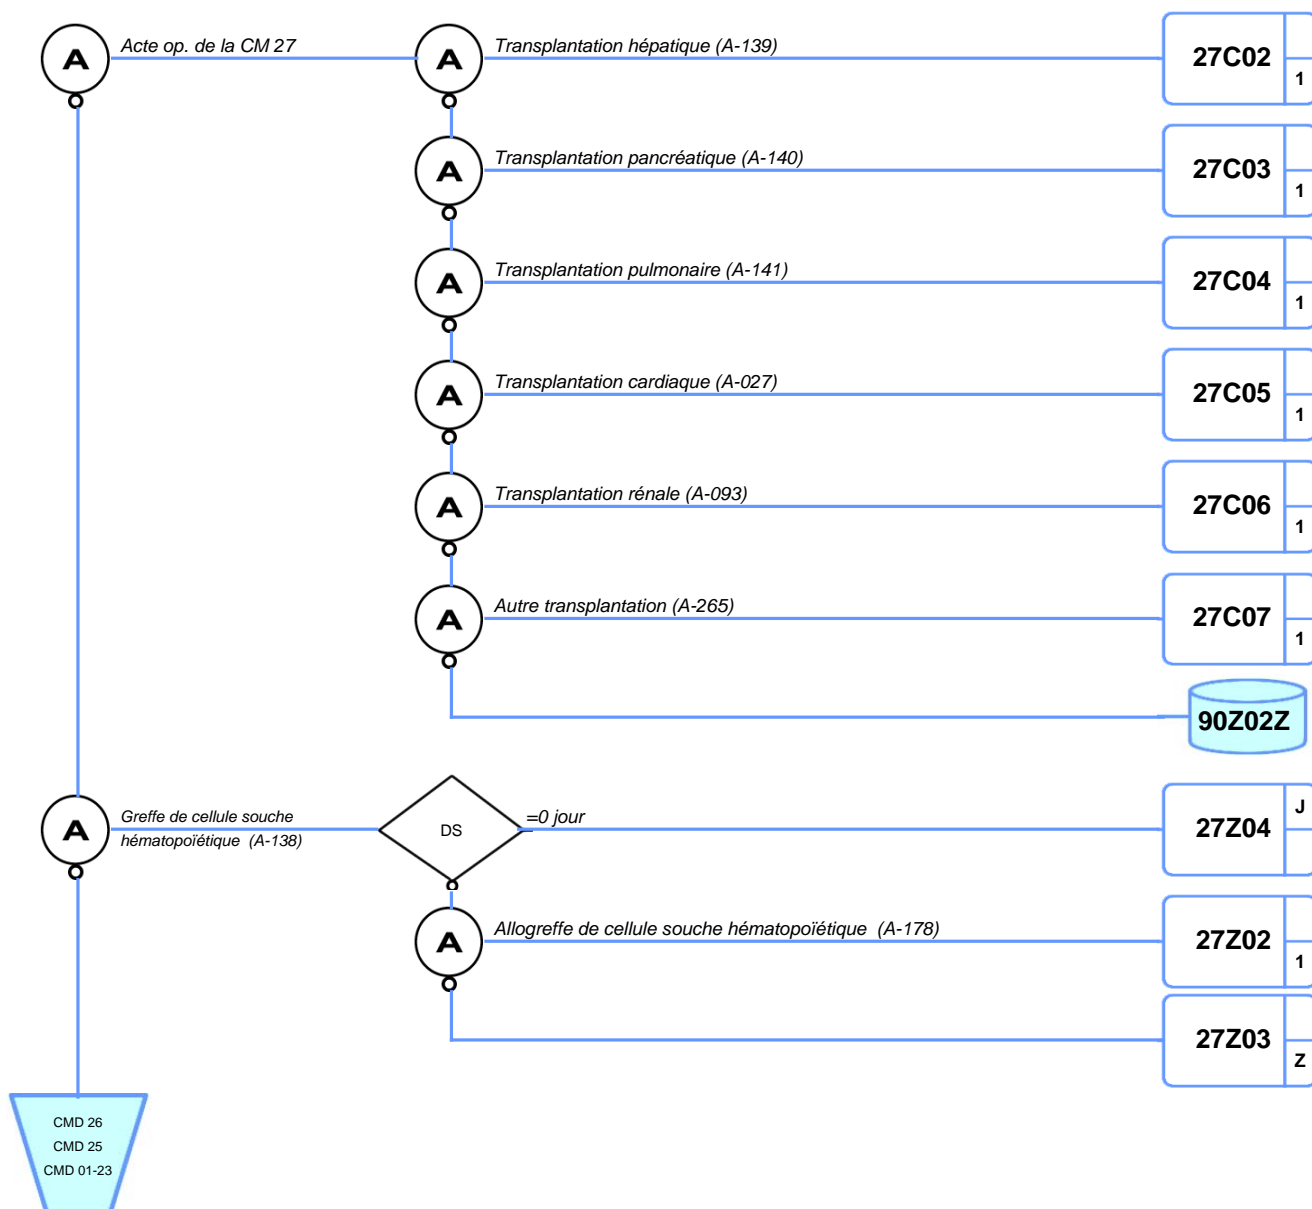 A
Acte op. de la CM 27
A
Transplantation hépatique (A-139)
27C02
1
A
Transplantation pancréatique (A-140)
27C03
1
A
Transplantation pulmonaire (A-141)
27C04
1
A
Transplantation cardiaque (A-027)
27C05
1
A
Transplantation rénale (A-093)
27C06
1
A
Autre transplantation (A-265)
27C07
1
90Z02Z
A
Greffe de cellule souche
hématopoïétique (A-138)
DS
=0 jour
27Z04
J
A
Allogreffe de cellule souche hématopoïétique (A-178)
27Z02
1
27Z03
Z
CMD 26
CMD 25
CMD 01-23